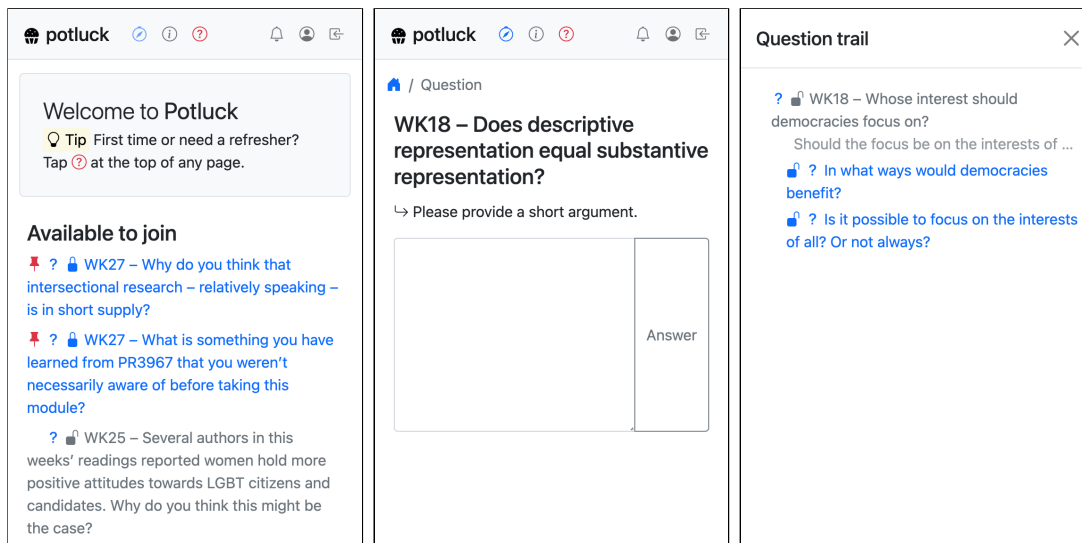 potluck
Welcome to Potluck
Tip First time or need a refresher?
Tap ? at the top of any page.
Available to join
? WK27 – Why do you think that
intersectional research – relatively speaking –
is in short supply?
? WK27 – What is something you have
learned from PR3967 that you weren't
necessarily aware of before taking this
module?
? WK25 – Several authors in this
weeks' readings reported women hold more
positive attitudes towards LGBT citizens and
candidates. Why do you think this might be
the case?
potluck
/ Question
WK18 – Does descriptive
representation equal substantive
representation?
Please provide a short argument.
Answer
Question trail
? WK18 – Whose interest should
democracies focus on?
Should the focus be on the interests of ...
? In what ways would democracies
benefit?
? Is it possible to focus on the interests
of all? Or not always?